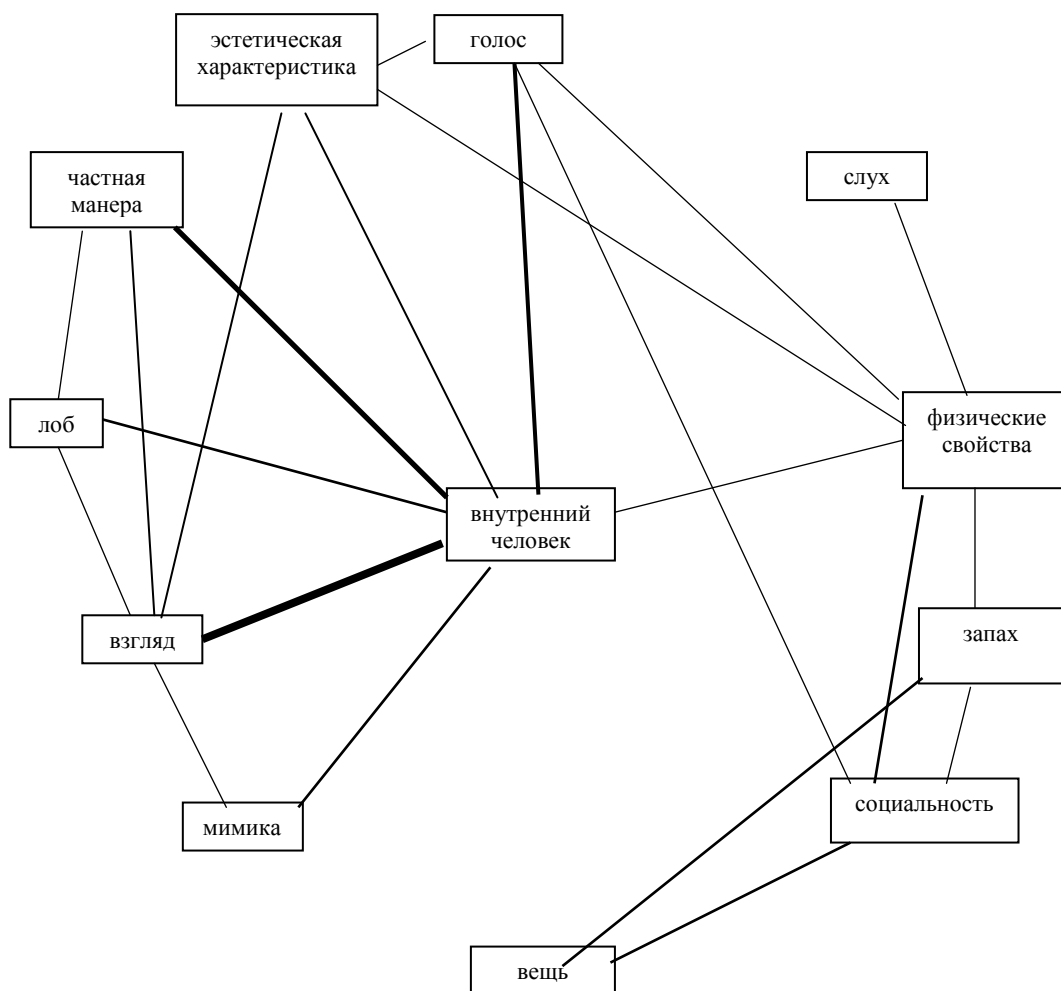 эстетическая
характеристика
голос
частная
манера
слух
лоб
физические
свойства
внутренний
человек
взгляд
запах
мимика
социальность
вещь